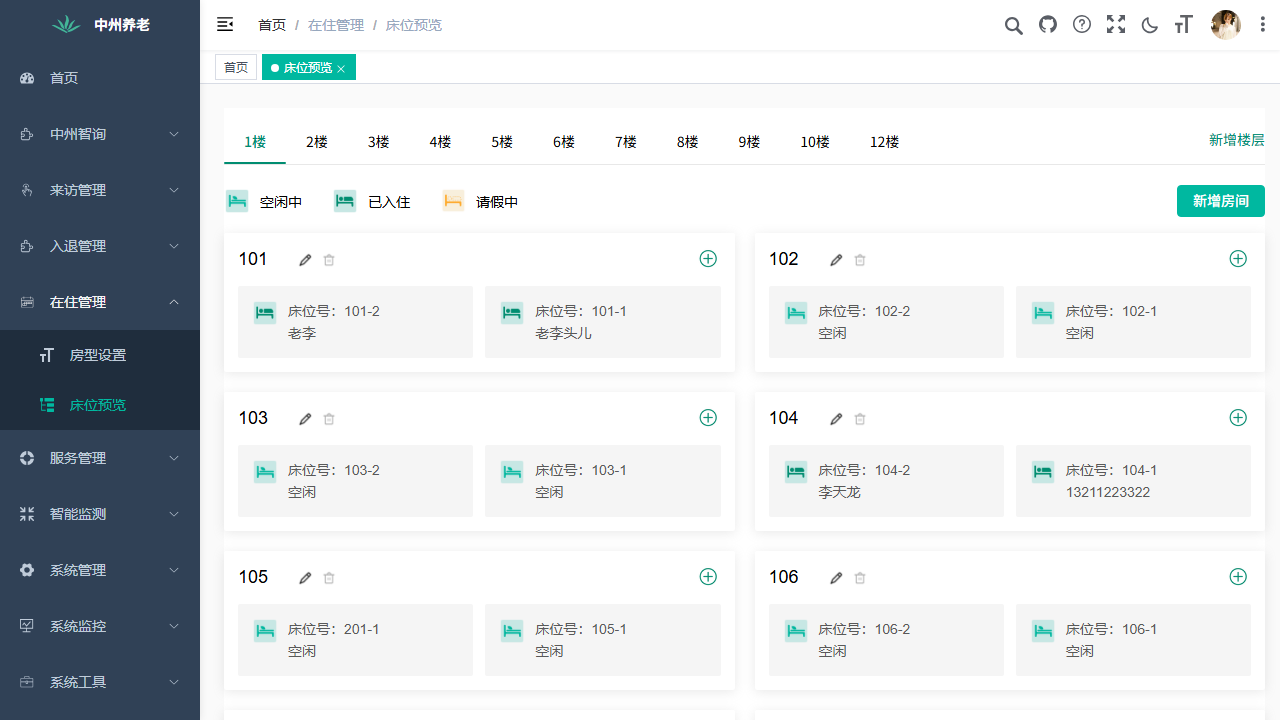 中州养老
首页
中州智询
来访管理
入退管理
在住管理
房型设置
床位预览
服务管理
智能监测
系统管理
系统监控
系统工具
首页 / 在住管理 / 床位预览
首页 床位预览
1楼 2楼 3楼 4楼 5楼 6楼 7楼 8楼 9楼 10楼 12楼 新增楼层
空闲中 已入住 请假中 新增房间
101
床位号：101-2
老李
床位号：101-1
老李头儿
102
床位号：102-2
空闲
床位号：102-1
空闲
103
床位号：103-2
空闲
床位号：103-1
空闲
104
床位号：104-2
李天龙
床位号：104-1
13211223322
105
床位号：201-1
空闲
床位号：105-1
空闲
106
床位号：106-2
空闲
床位号：106-1
空闲